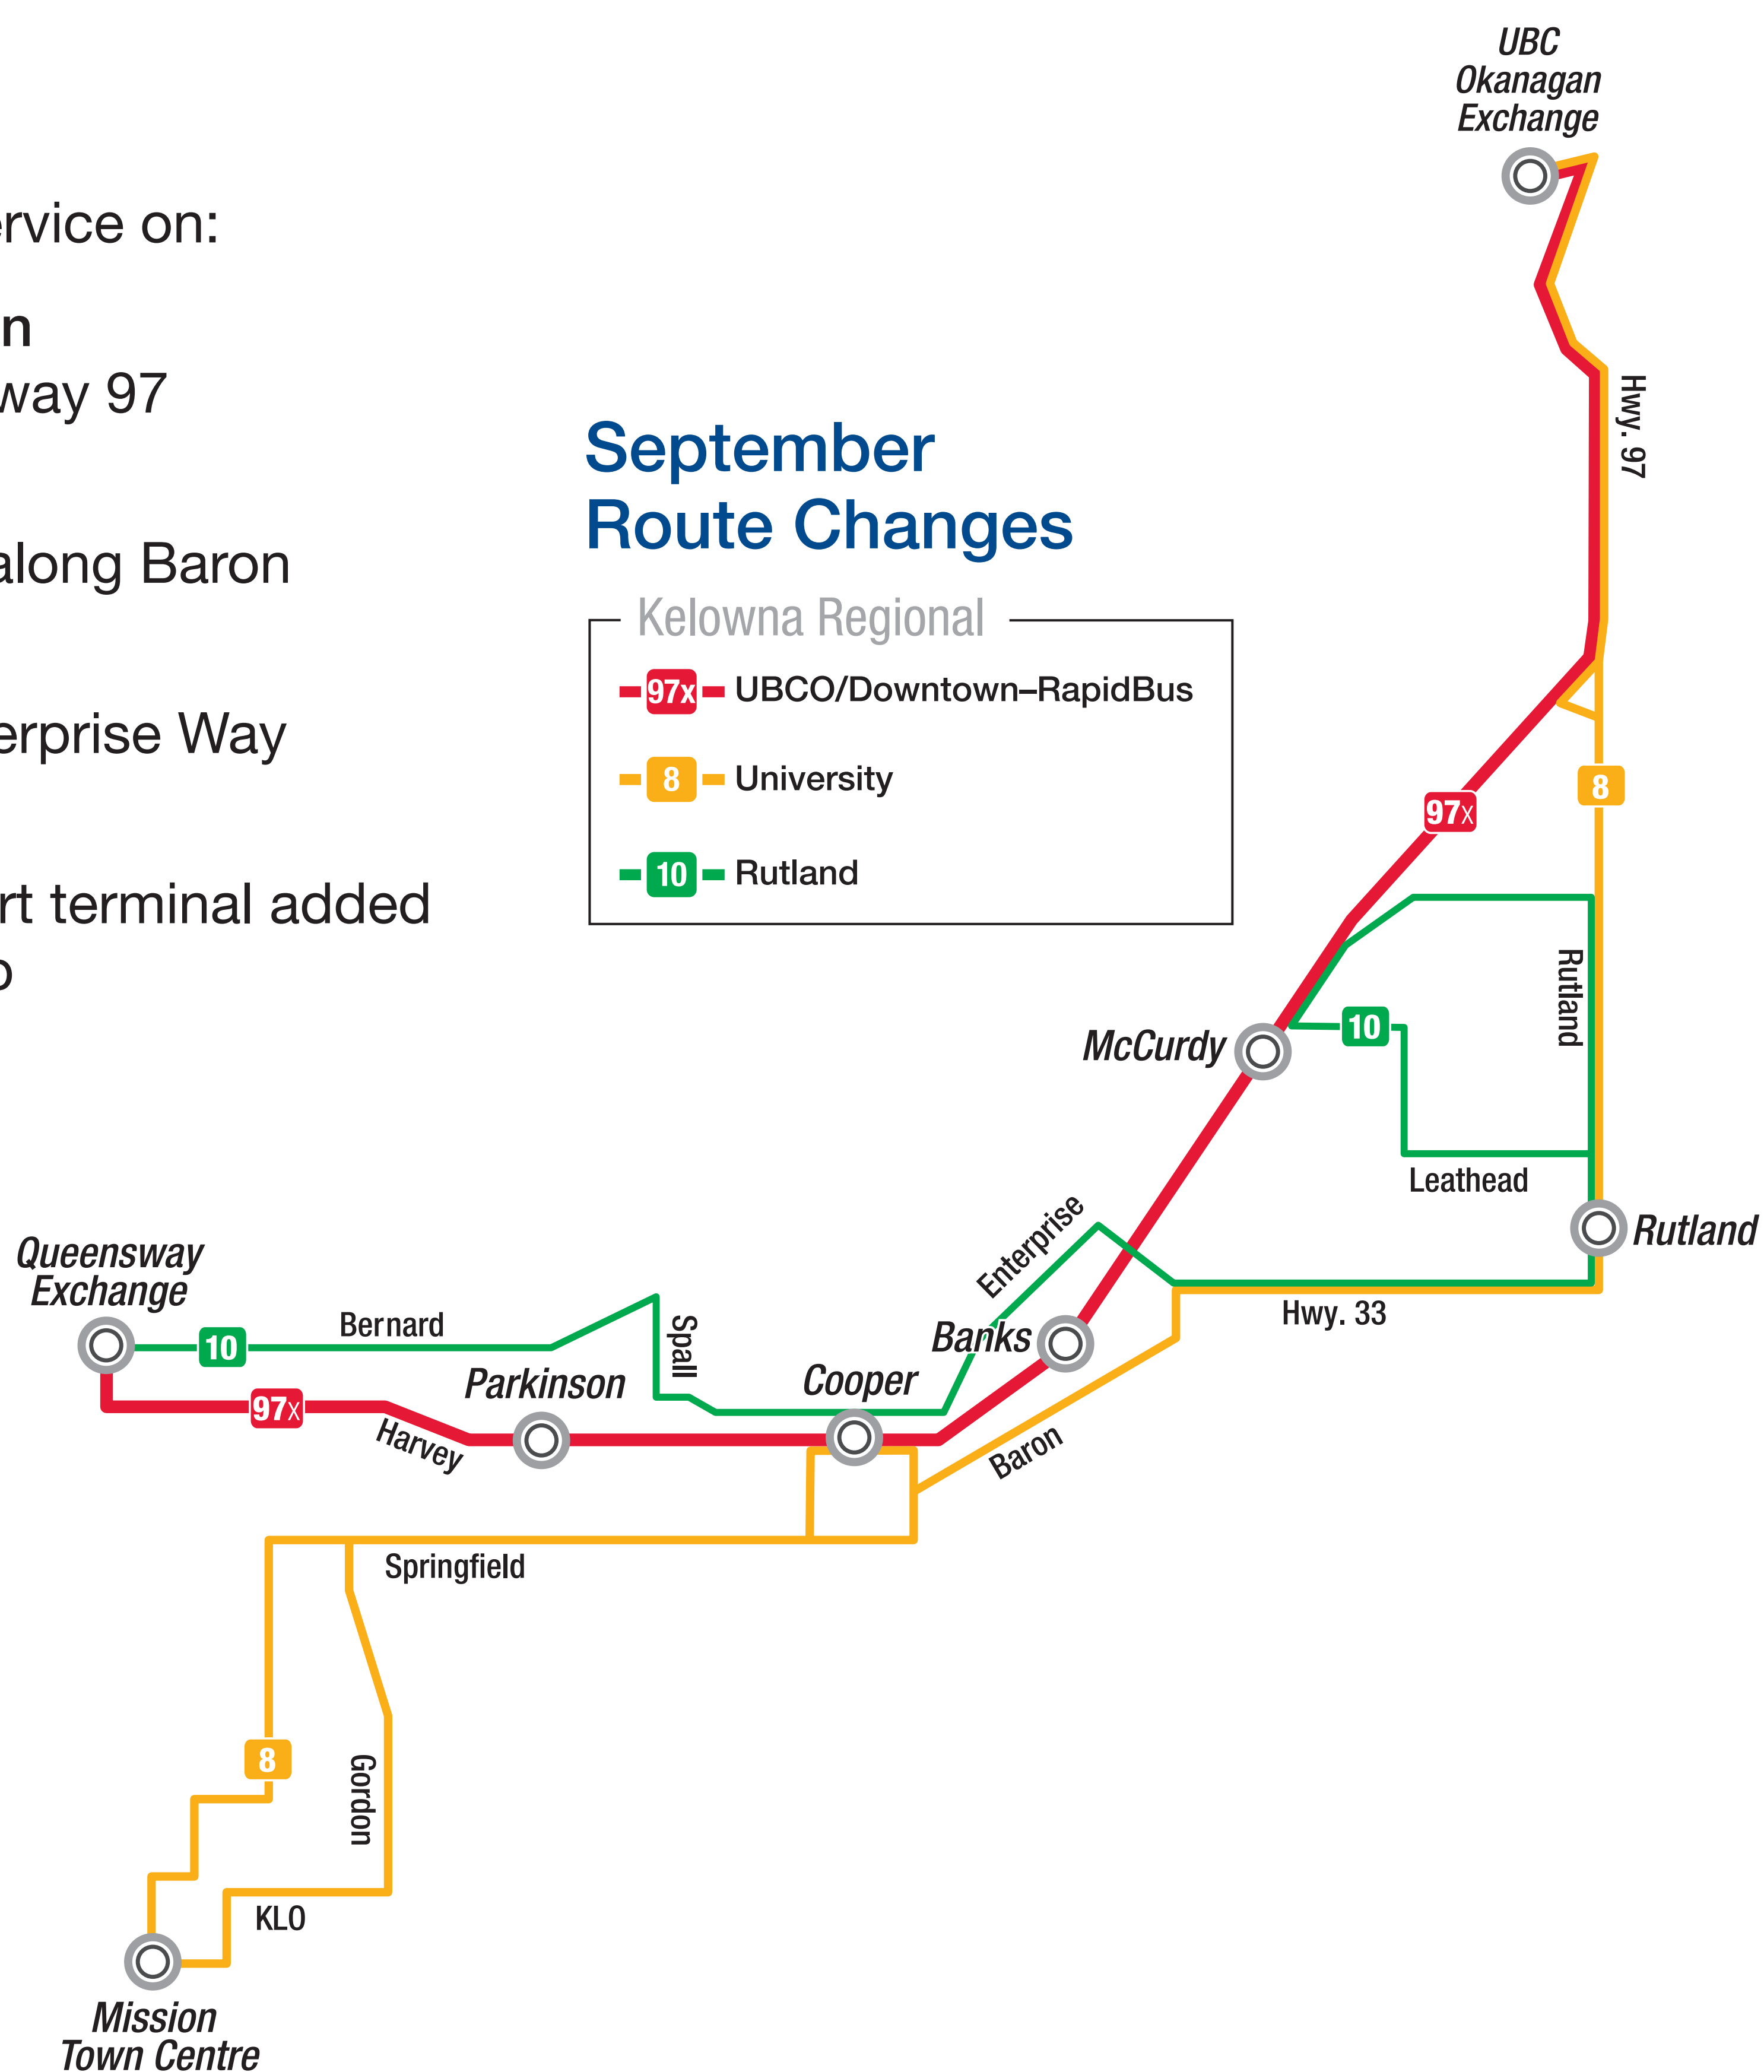 rvice on:
n
way 97
along Baron
erprise Way
rt terminal added
September
Route Changes
Kelowna Regional
97x UBCO/Downtown–RapidBus
8 University
10 Rutland
UBC
Okanagan
Exchange
Hwy. 97
8
97x
Rutland
10
McCurdy
Leathead
Rutland
Enterprise
Hwy. 33
Queensway
Exchange
10
Bernard
Spall
Banks
Parkinson
Cooper
97x
Harvey
Baron
Springfield
8
Gordon
KLO
Mission
Town Centre